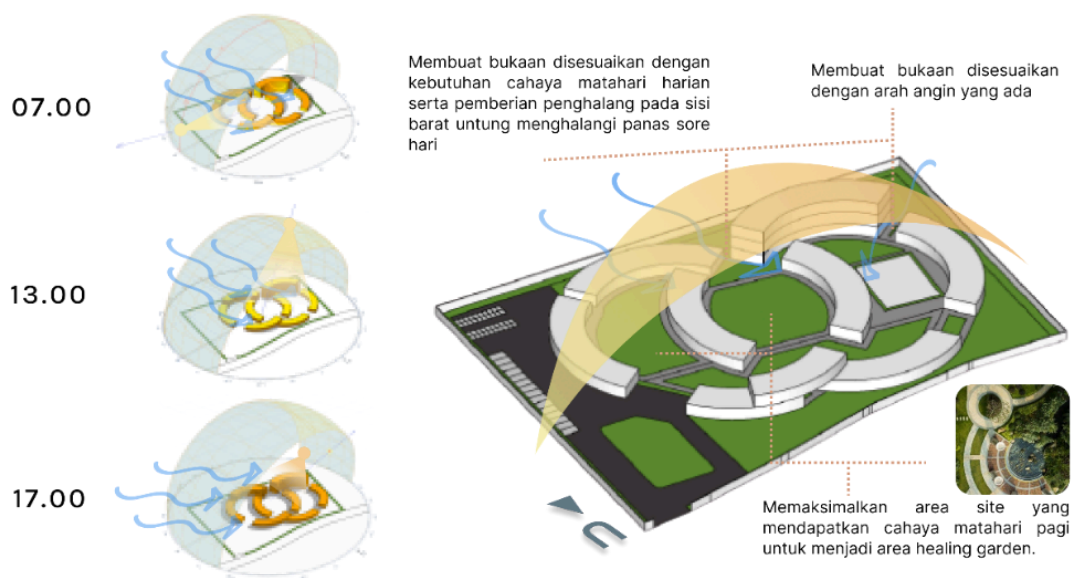 07.00
13.00
17.00
Membuat bukaan disesuaikan dengan
kebutuhan cahaya matahari harian
serta pemberian penghalang pada sisi
barat untung menghalangi panas sore
hari
Membuat bukaan disesuaikan
dengan arah angin yang ada
U
Memaksimalkan area site yang
mendapatkan cahaya matahari pagi
untuk menjadi area healing garden.